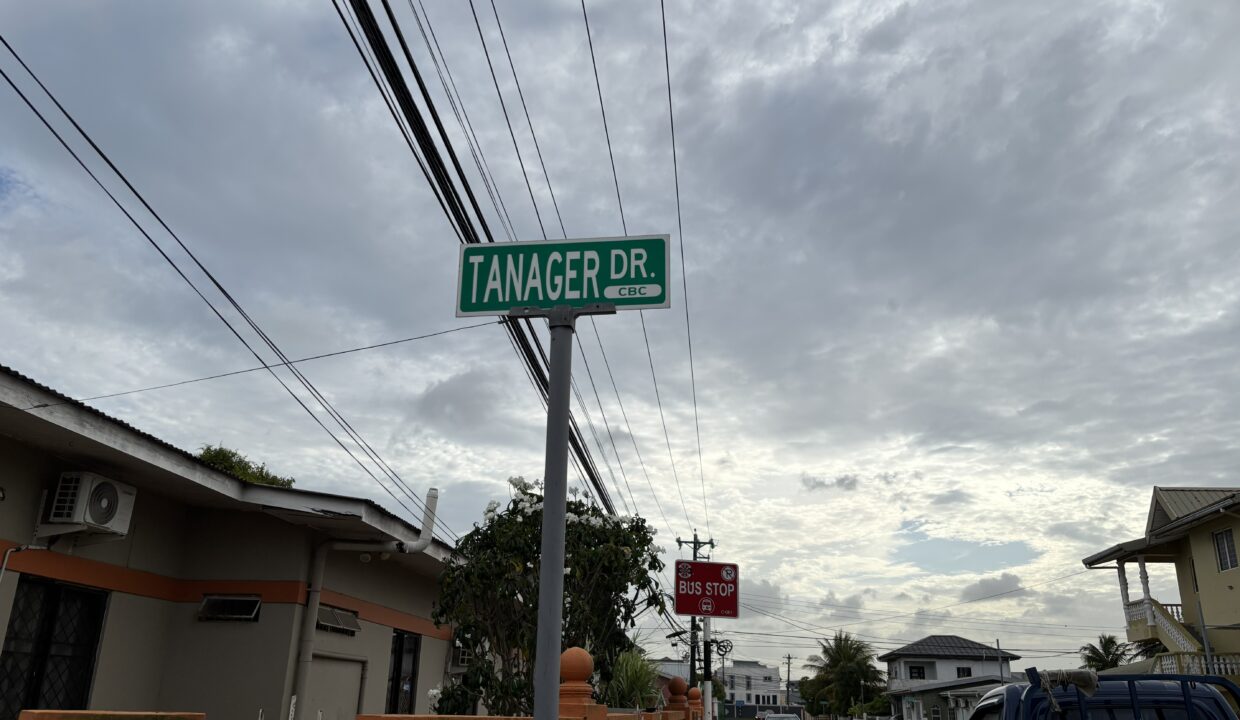 TANAGER DR.
CBC
BUS STOP